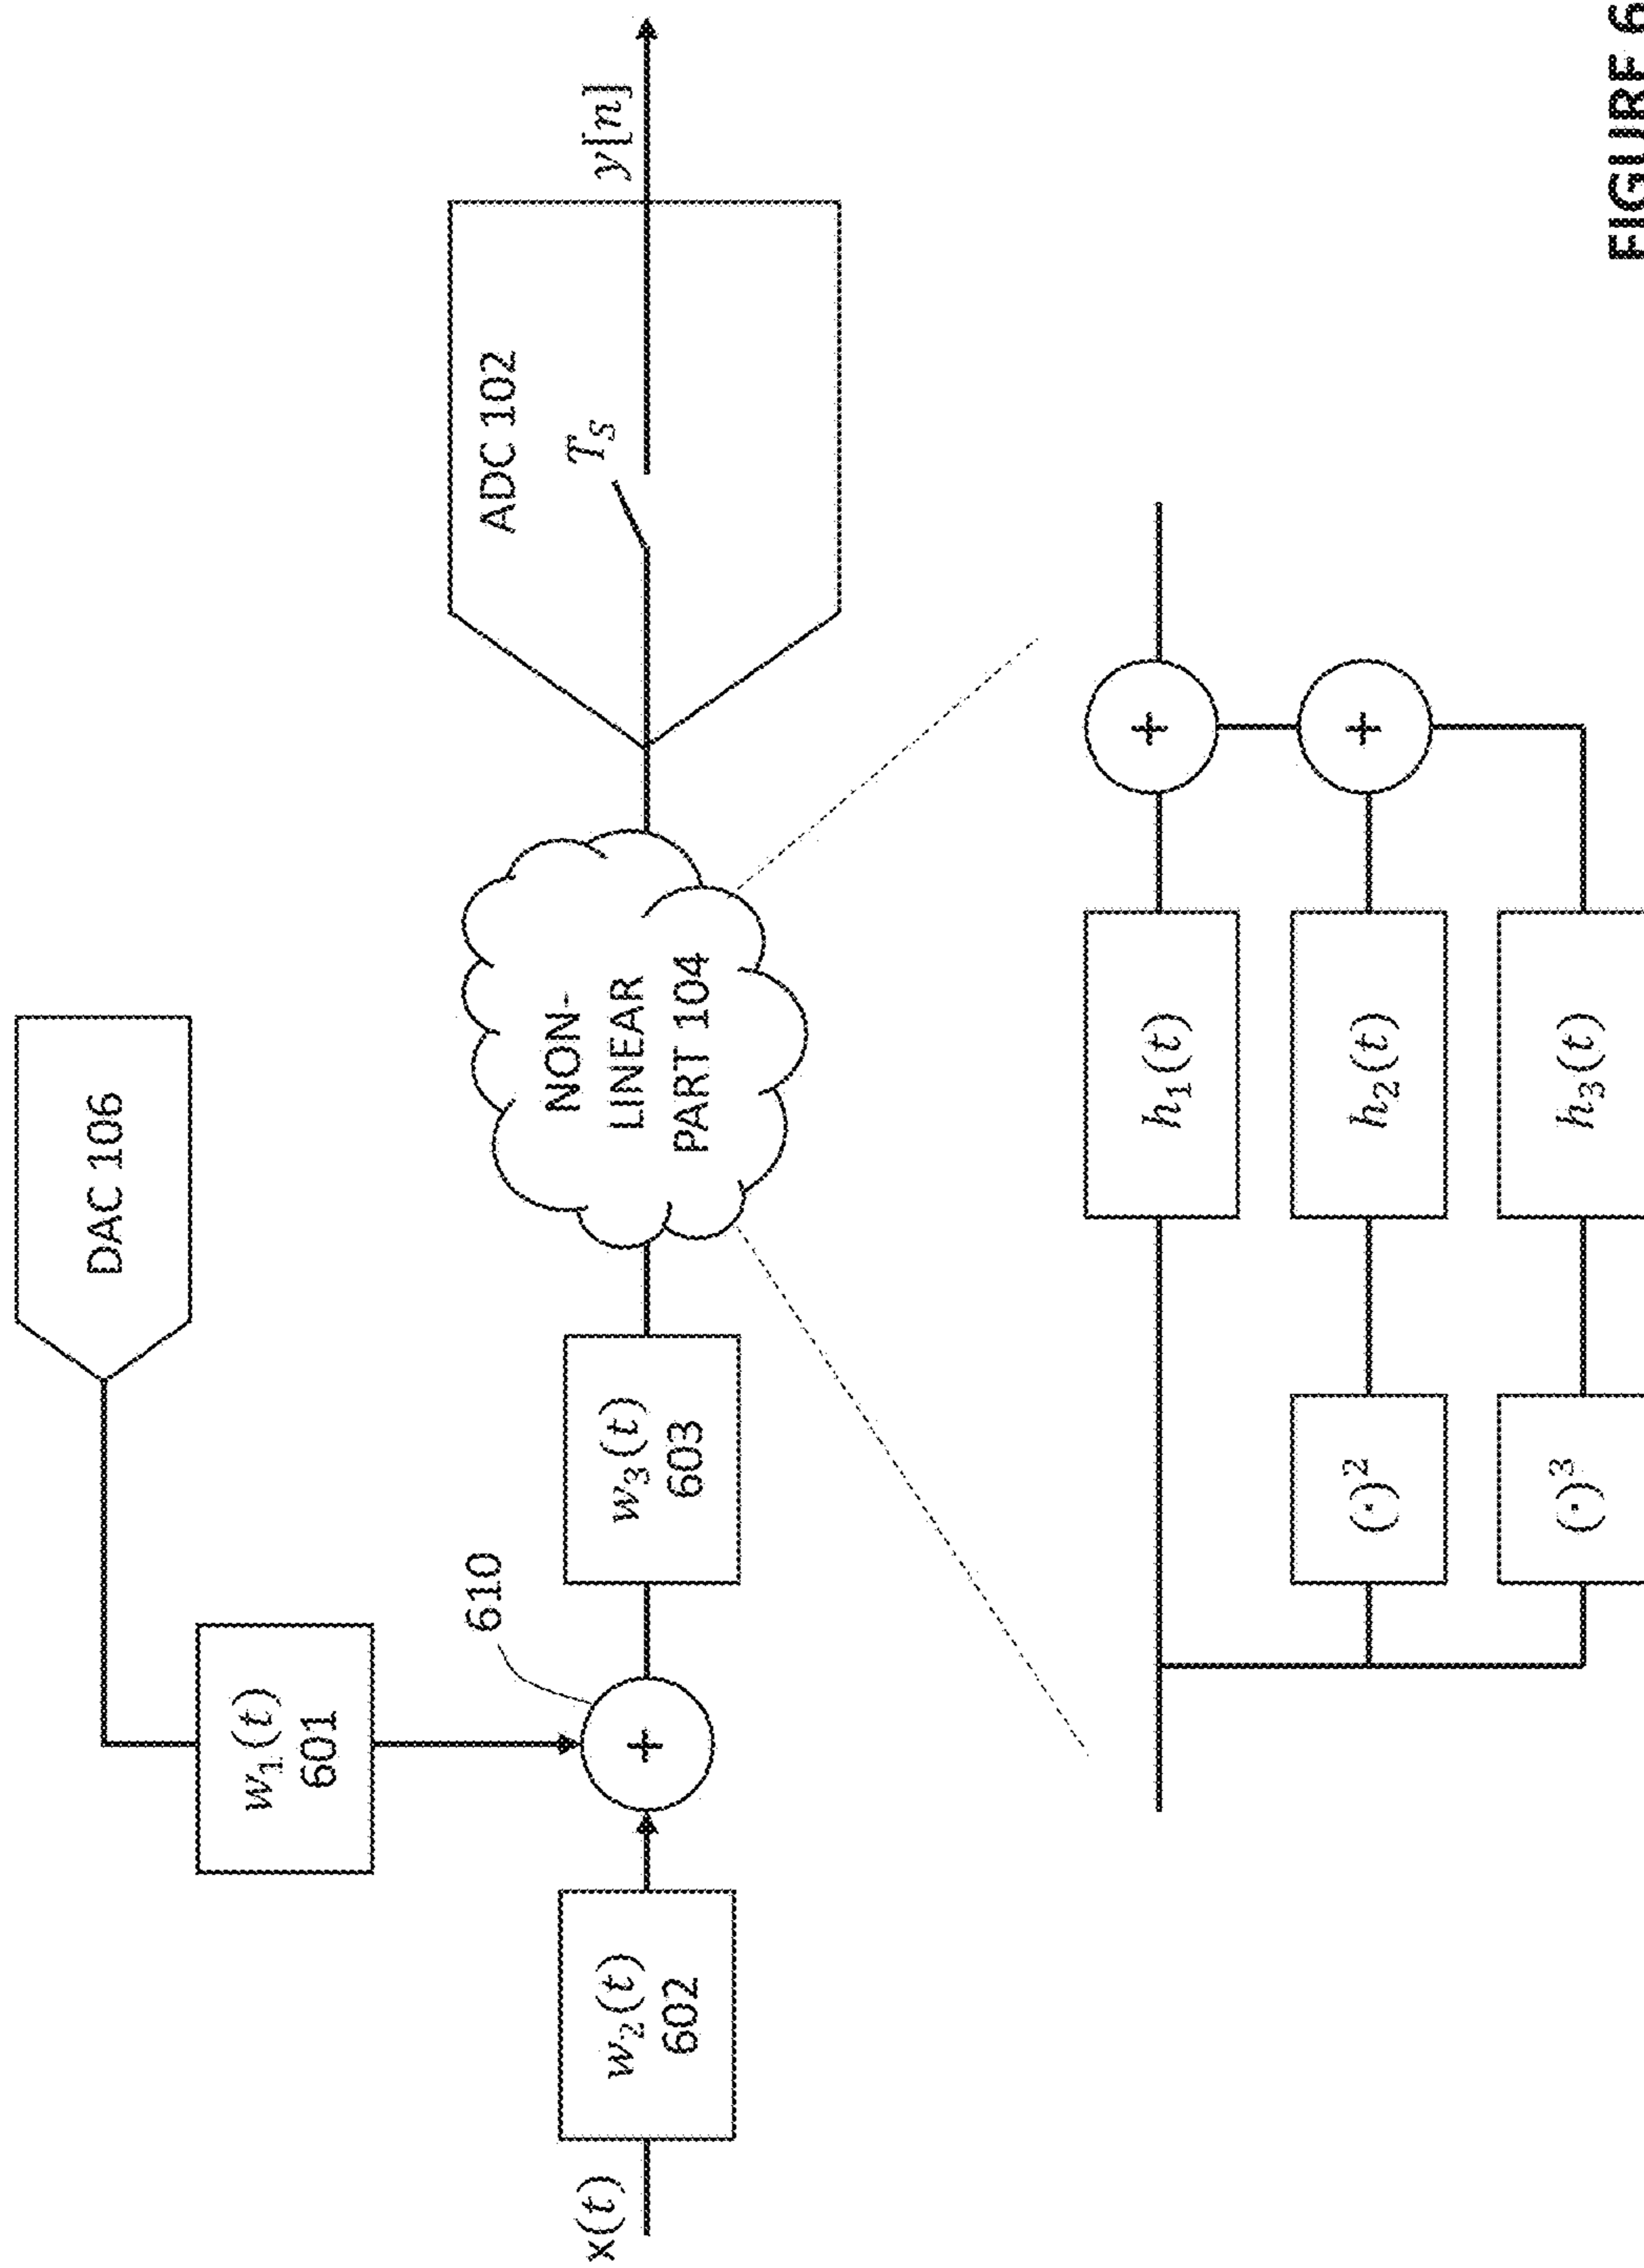 DAC 106
w₁(t)
601
610
x(t)
w₂(t)
602
+
w₃(t)
603
NON-
LINEAR
PART 104
ADC 102
T_S
y[n]
h₁(t)
+
(·)²
h₂(t)
+
(·)³
h₃(t)
FIGURE 6